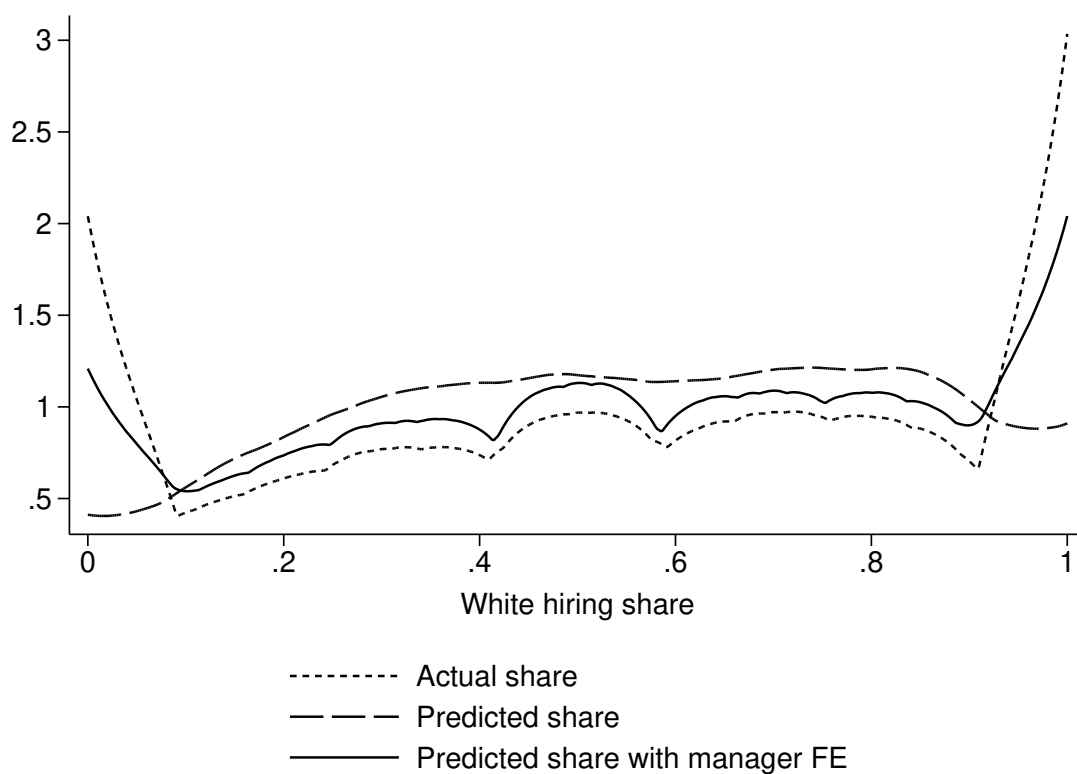 3
2.5
2
1.5
1
.5
0 .2 .4 .6 .8 1
White hiring share
Actual share
Predicted share
Predicted share with manager FE